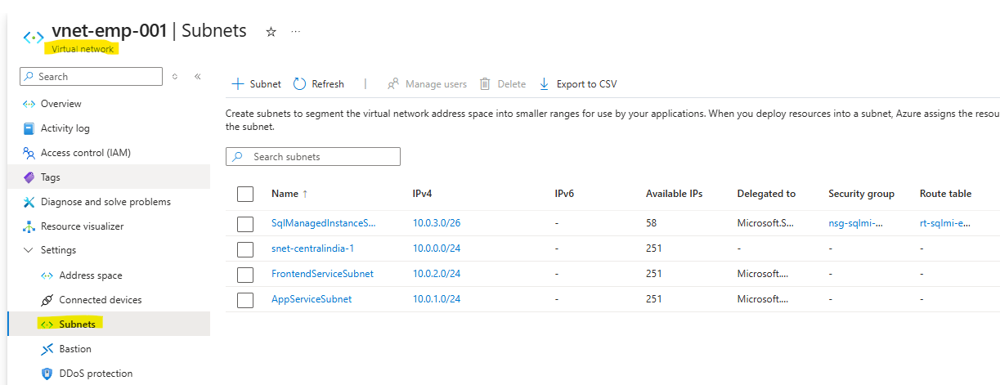 vnet-emp-001 | Subnets
Virtual network
Search
Overview
Activity log
Access control (IAM)
Tags
Diagnose and solve problems
Resource visualizer
Settings
Address space
Connected devices
Subnets
Bastion
DDoS protection
Subnet Refresh Manage users Delete Export to CSV
Create subnets to segment the virtual network address space into smaller ranges for use by your applications. When you deploy resources into a subnet, Azure assigns the resou
the subnet.
Search subnets
Name ↑ IPv4 IPv6 Available IPs Delegated to Security group Route table
SqlManagedInstanceS... 10.0.3.0/26 - 58 Microsoft.S... nsg-sqlmi-... rt-sqlmi-e...
snet-centralindia-1 10.0.0.0/24 - 251 - - -
FrontendServiceSubnet 10.0.2.0/24 - 251 Microsoft.... - -
AppServiceSubnet 10.0.1.0/24 - 251 Microsoft.... - -